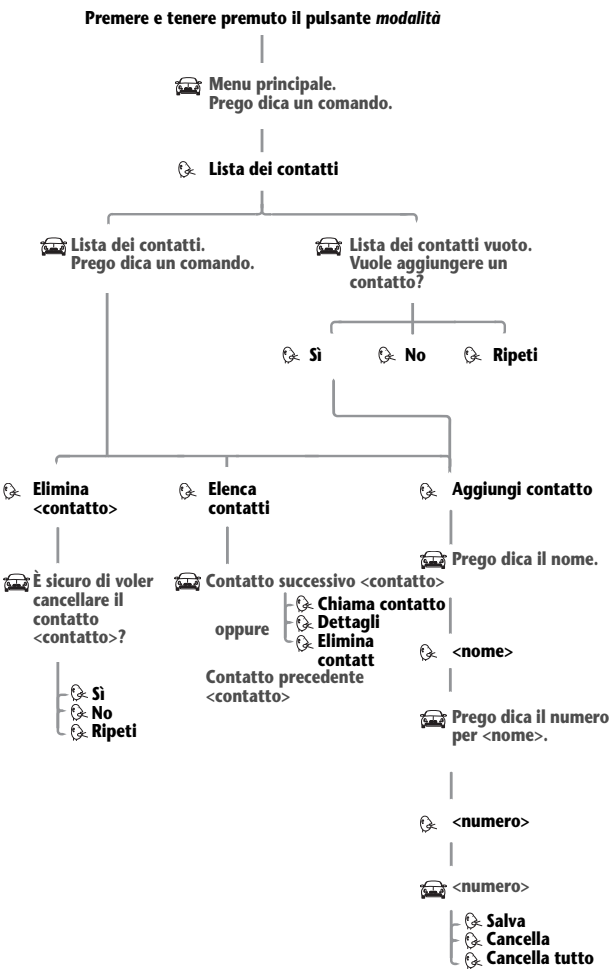 Premere e tenere premuto il pulsante modalità
Menu principale.
Prego dica un comando.
Lista dei contatti
Lista dei contatti.
Prego dica un comando.
Lista dei contatti vuoto.
Vuole aggiungere un
contatto?
Sì
No
Ripeti
Elimina
<contatto>
Elenca
contatti
Aggiungi contatto
È sicuro di voler
cancellare il
contatto
<contatto>?
Sì
No
Ripeti
Contatto successivo <contatto>
Chiama contatto
Dettagli
Elimina
contatt
oppure
Contatto precedente
<contatto>
Prego dica il nome.
<nome>
Prego dica il numero
per <nome>.
<numero>
<numero>
Salva
Cancella
Cancella tutto